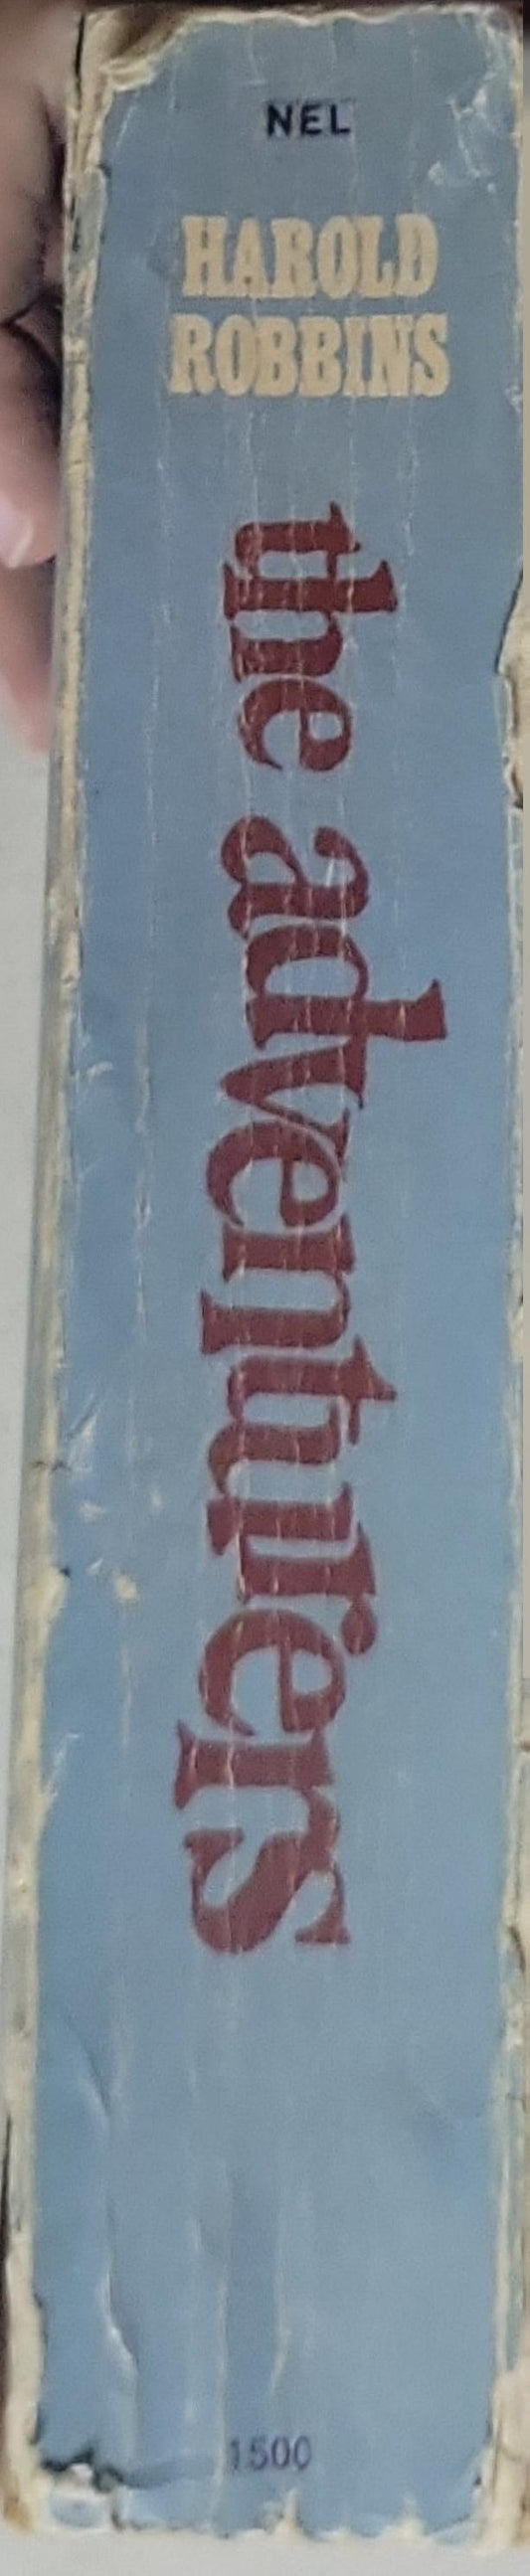 NEL
HAROLD
ROBBINS
the adventurers
1500